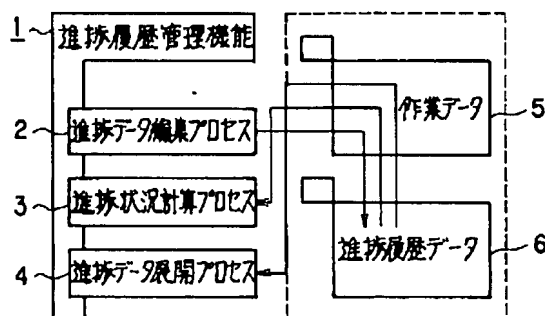 1 進捗履歴管理機能
2 進捗データ編集プロセス
3 進捗状況計算プロセス
4 進捗データ展開プロセス
作業データ 5
進捗履歴データ 6